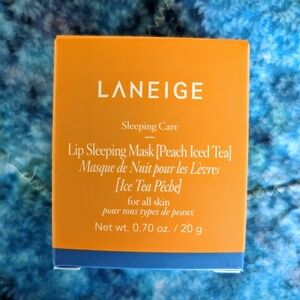 LANEIGE
Sleeping Care
Lip Sleeping Mask [Peach Iced Tea]
Masque de Nuit pour les Lèvres
[Ice Tea Pêche]
for all skin
pour tous types de peaux
Net wt. 0.70 oz. / 20 g